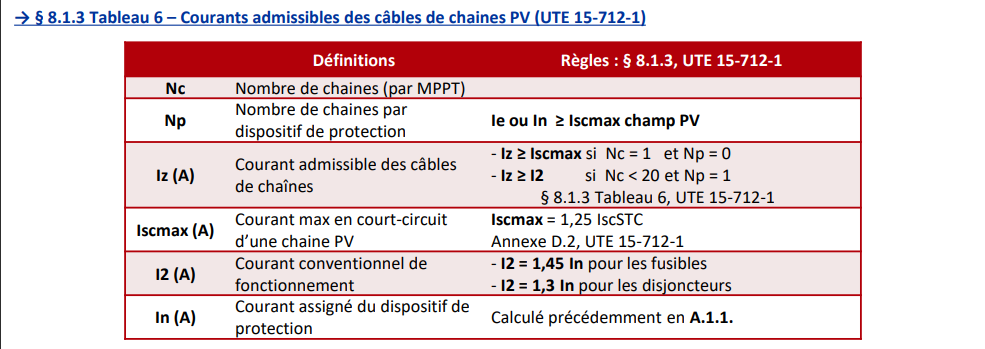 → § 8.1.3 Tableau 6 – Courants admissibles des câbles de chaines PV (UTE 15-712-1)
Définitions
Règles : § 8.1.3, UTE 15-712-1
Nc
Nombre de chaines (par MPPT)
Np
Nombre de chaines par
dispositif de protection
Ie ou In ≥ Iscmax champ PV
Iz (A)
Courant admissible des câbles
de chaînes
- Iz ≥ Iscmax si Nc = 1 et Np = 0
- Iz ≥ I2 si Nc < 20 et Np = 1
§ 8.1.3 Tableau 6, UTE 15-712-1
Iscmax (A)
Courant max en court-circuit
d'une chaine PV
Iscmax = 1,25 IscSTC
Annexe D.2, UTE 15-712-1
I2 (A)
Courant conventionnel de
fonctionnement
- I2 = 1,45 In pour les fusibles
- I2 = 1,3 In pour les disjoncteurs
In (A)
Courant assigné du dispositif de
protection
Calculé précédemment en A.1.1.